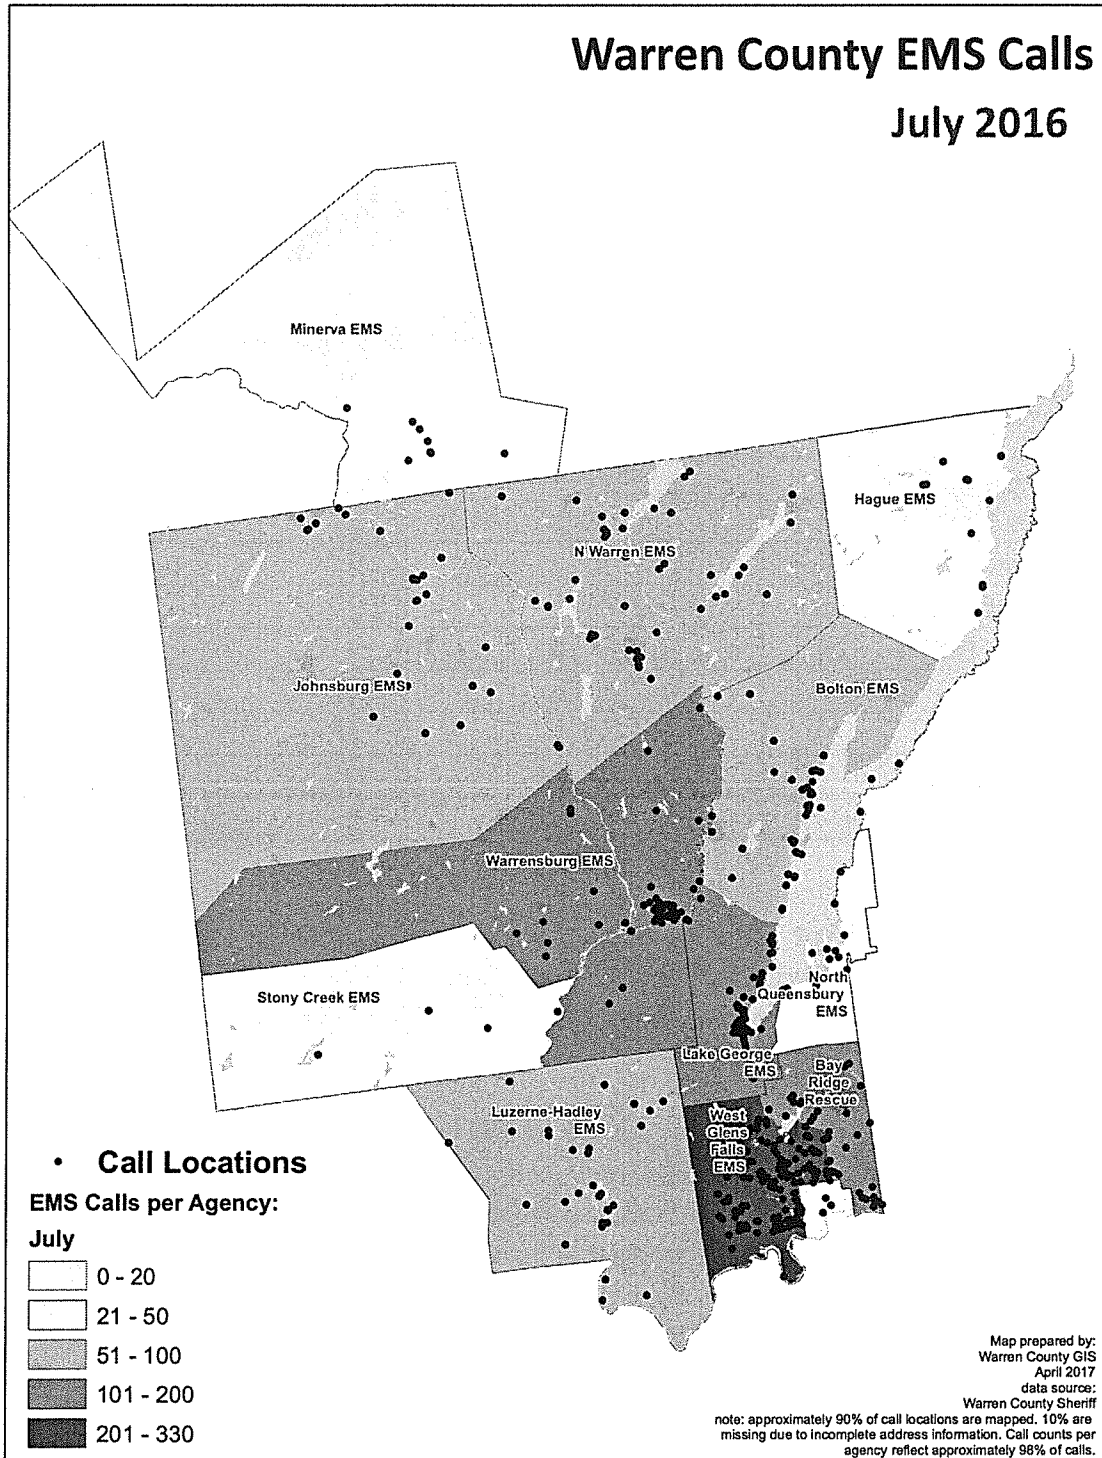 Warren County EMS Calls
July 2016
Minerva EMS
Hague EMS
N Warren EMS
Johnsburg EMS
Bolton EMS
Warrensburg EMS
Stony Creek EMS
North
Queensbury
EMS
Lake George
EMS
Bay
Ridge
Rescue
Luzerne-Hadley
EMS
West
Glens
Falls
EMS
• Call Locations
EMS Calls per Agency:
July
0 - 20
21 - 50
51 - 100
101 - 200
201 - 330
Map prepared by:
Warren County GIS
April 2017
data source:
Warren County Sheriff
note: approximately 90% of call locations are mapped. 10% are
missing due to incomplete address information. Call counts per
agency reflect approximately 98% of calls.